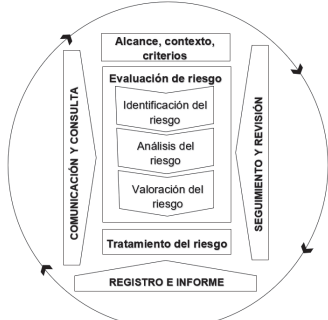 Alcance, contexto,
criterios
Evaluación de riesgo
Identificación del
riesgo
Análisis del
riesgo
Valoración del
riesgo
Tratamiento del riesgo
COMUNICACIÓN Y CONSULTA
SEGUIMIENTO Y REVISIÓN
REGISTRO E INFORME